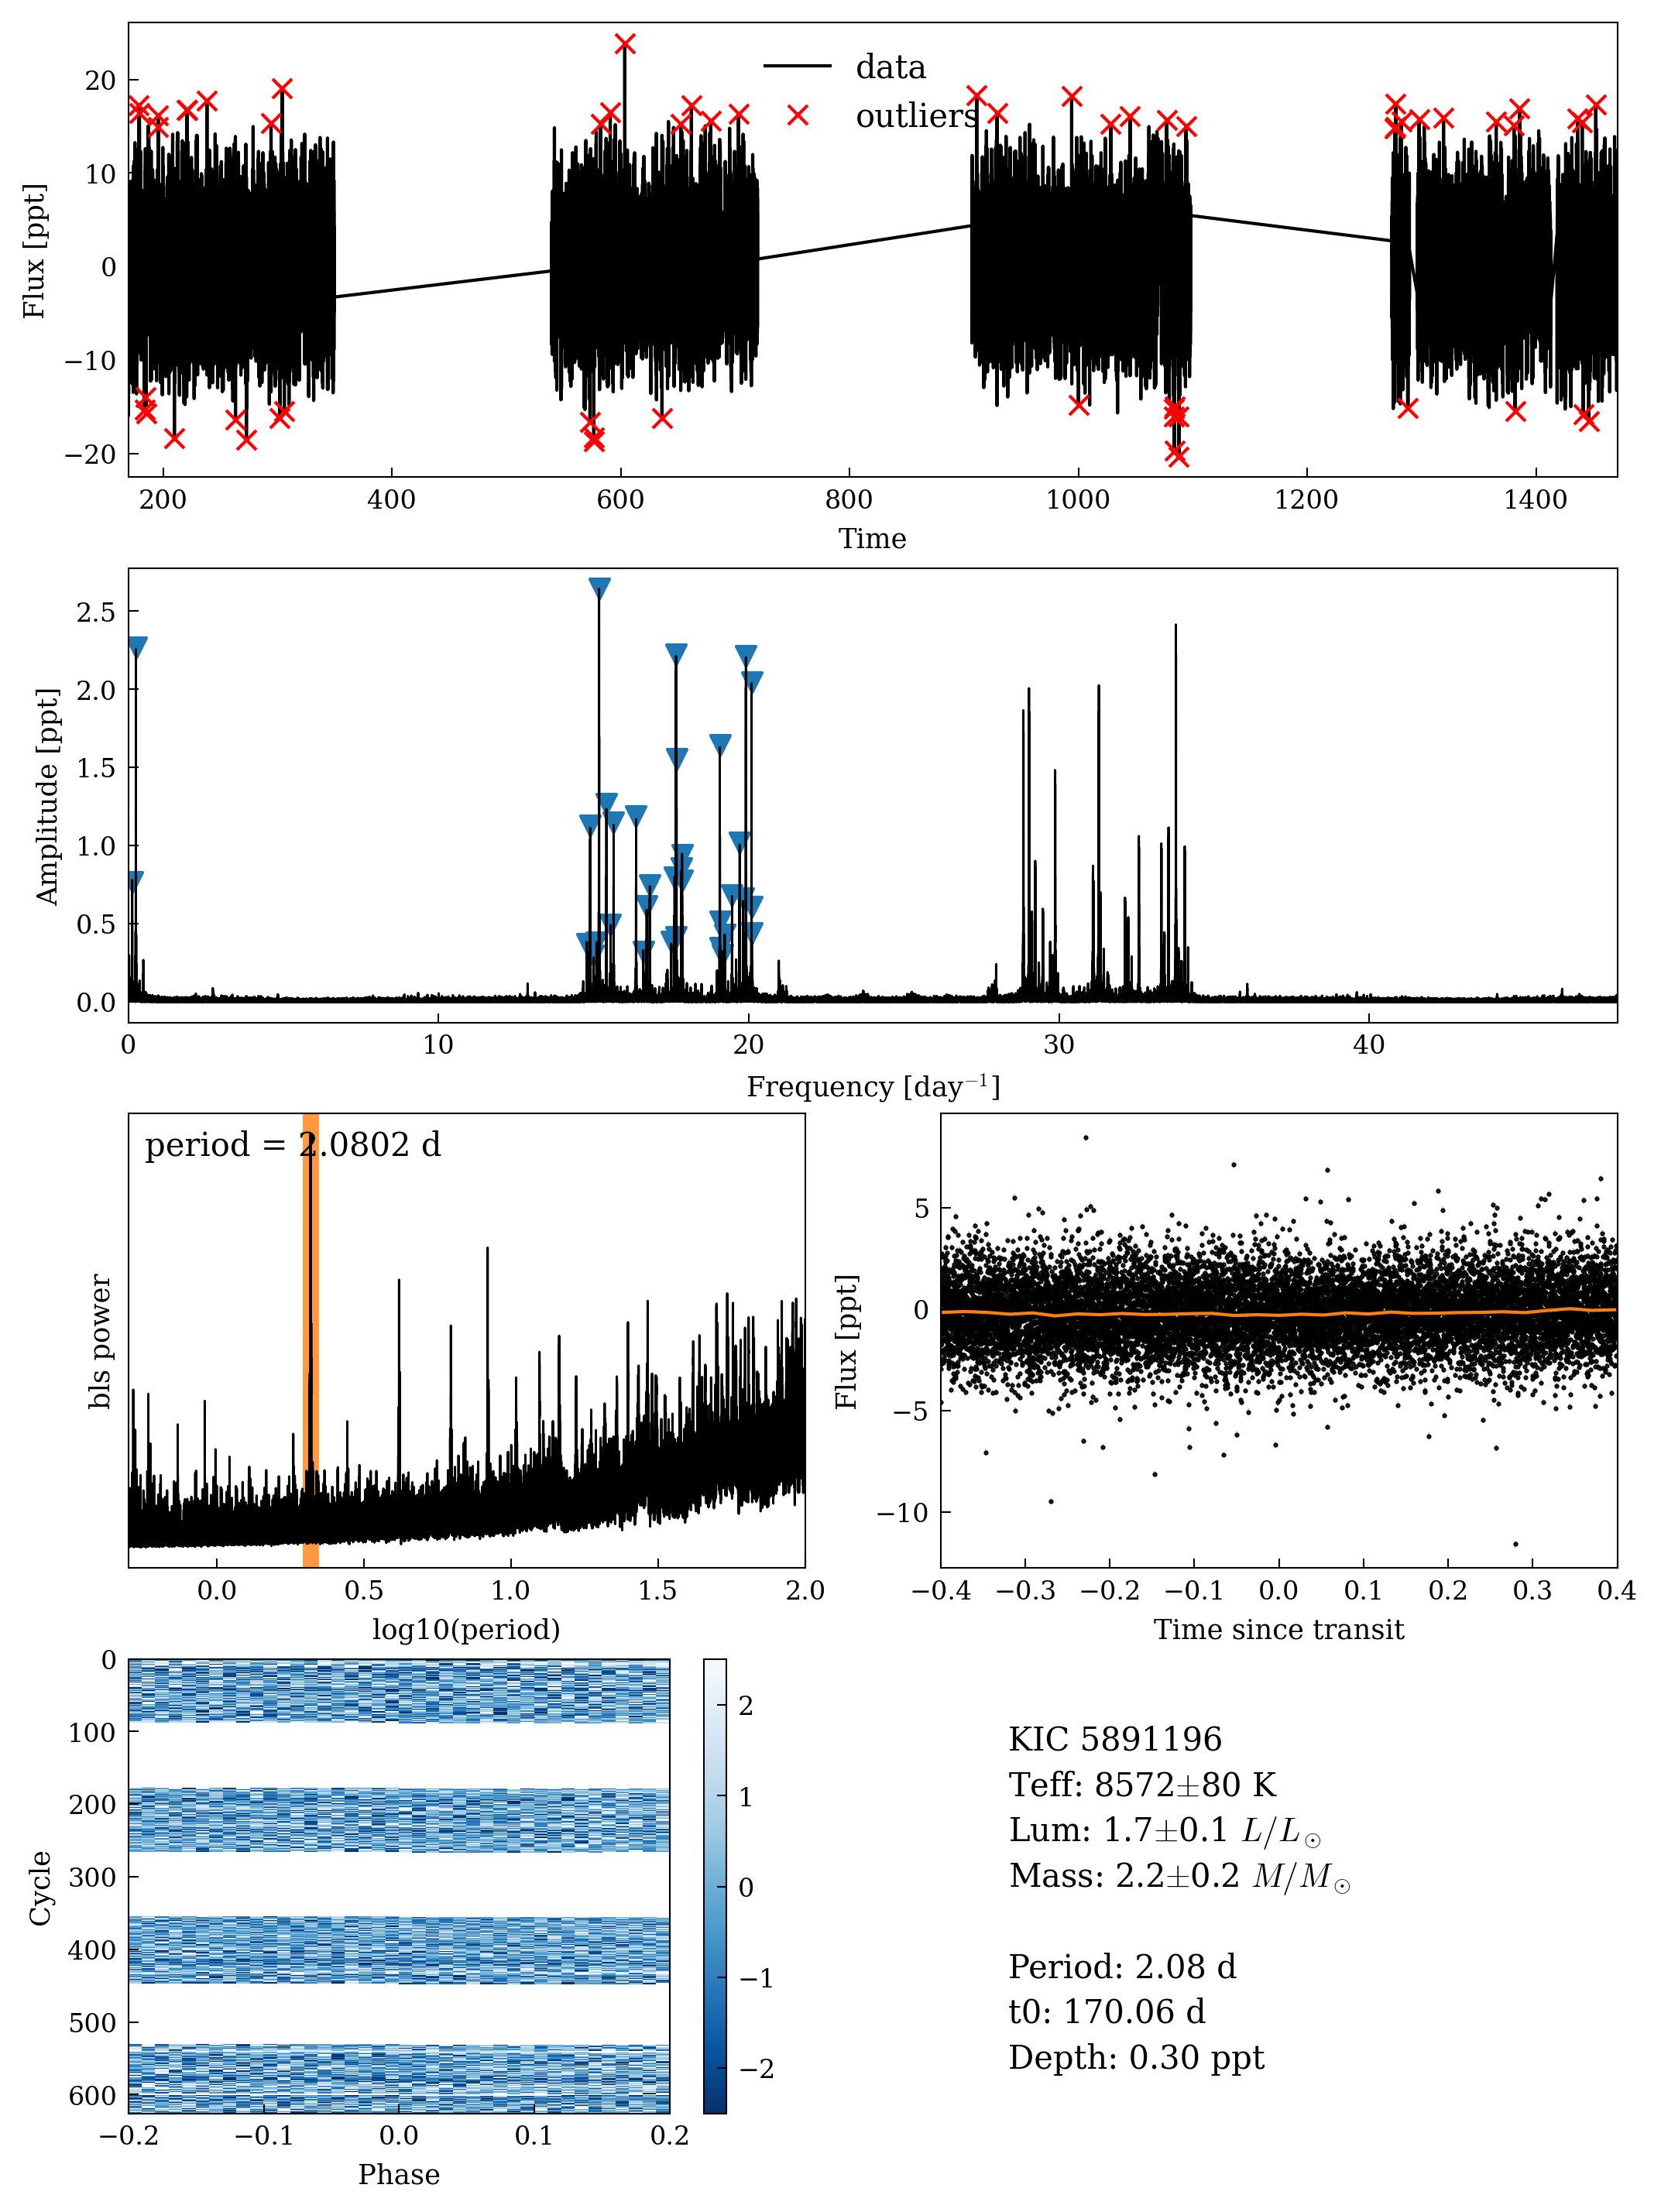 data
outliers
20
10
0
−10
−20
Flux [ppt]
200 400 600 800 1000 1200 1400
Time
2.5
2.0
1.5
1.0
0.5
0.0
Amplitude [ppt]
0 10 20 30 40
Frequency [day⁻¹]
period = 2.0802 d
bls power
0.0 0.5 1.0 1.5 2.0
log10(period)
5
0
−5
−10
Flux [ppt]
−0.4 −0.3 −0.2 −0.1 0.0 0.1 0.2 0.3 0.4
Time since transit
0
100
200
300
400
500
600
Cycle
−0.2 −0.1 0.0 0.1 0.2
Phase
2
1
0
−1
−2
KIC 5891196
Teff: 8572±80 K
Lum: 1.7±0.1 L/L☉
Mass: 2.2±0.2 M/M☉
Period: 2.08 d
t0: 170.06 d
Depth: 0.30 ppt